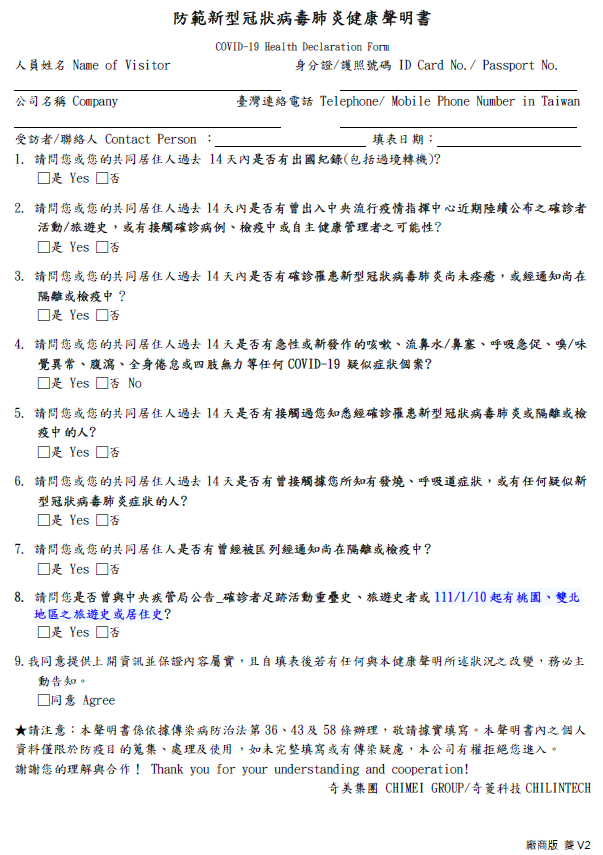 防範新型冠狀病毒肺炎健康聲明書
COVID-19 Health Declaration Form
人員姓名 Name of Visitor 身分證/護照號碼 ID Card No./ Passport No.
公司名稱 Company 臺灣連絡電話 Telephone/ Mobile Phone Number in Taiwan
受訪者/聯絡人 Contact Person ： 填表日期：
1. 請問您或您的共同居住人過去 14天內是否有出國紀錄(包括過境轉機)?
□是 Yes □否
2. 請問您或您的共同居住人過去 14天內是否有曾出入中央流行疫情指揮中心近期陸續公布之確診者
活動/旅遊史，或有接觸確診病例、檢疫中或自主健康管理者之可能性?
□是 Yes □否
3. 請問您或您的共同居住人過去 14天內是否有確診罹患新型冠狀病毒肺炎尚未痊癒，或經通知尚在
隔離或檢疫中？
□是 Yes □否
4. 請問您或您的共同居住人過去 14天是否有急性或新發作的咳嗽、流鼻水/鼻塞、呼吸急促、嗅/味
覺異常、腹瀉、全身倦怠或四肢無力等任何COVID-19 疑似症狀個案?
□是 Yes □否 No
5. 請問您或您的共同居住人過去 14天是否有接觸過您知悉經確診罹患新型冠狀病毒肺炎或隔離或檢
疫中的人?
□是 Yes □否
6. 請問您或您的共同居住人過去 14天是否有曾接觸據您所知有發燒、呼吸道症狀，或有任何疑似新
型冠狀病毒肺炎症狀的人?
□是 Yes □否
7. 請問您或您的共同居住人是否有曾經被匡列經通知尚在隔離或檢疫中?
□是 Yes □否
8. 請問您是否曾與中央疾管局公告_確診者足跡活動重疊史、旅遊史者或 111/1/10 起有桃園、雙北
地區之旅遊史或居住史?
□是 Yes □否
9.我同意提供上開資訊並保證內容屬實，且自填表後若有任何與本健康聲明所述狀況之改變，務必主
動告知。
□同意 Agree
★請注意：本聲明書係依據傳染病防治法第 36、43 及 58 條辦理，敬請據實填寫。本聲明書內之個人
資料僅限於防疫目的蒐集、處理及使用，如未完整填寫或有傳染疑慮，本公司有權拒絕您進入。
謝謝您的理解與合作！ Thank you for your understanding and cooperation!
奇美集團 CHIMEI GROUP/奇菱科技 CHILINTECH
廠商版 菱 V2